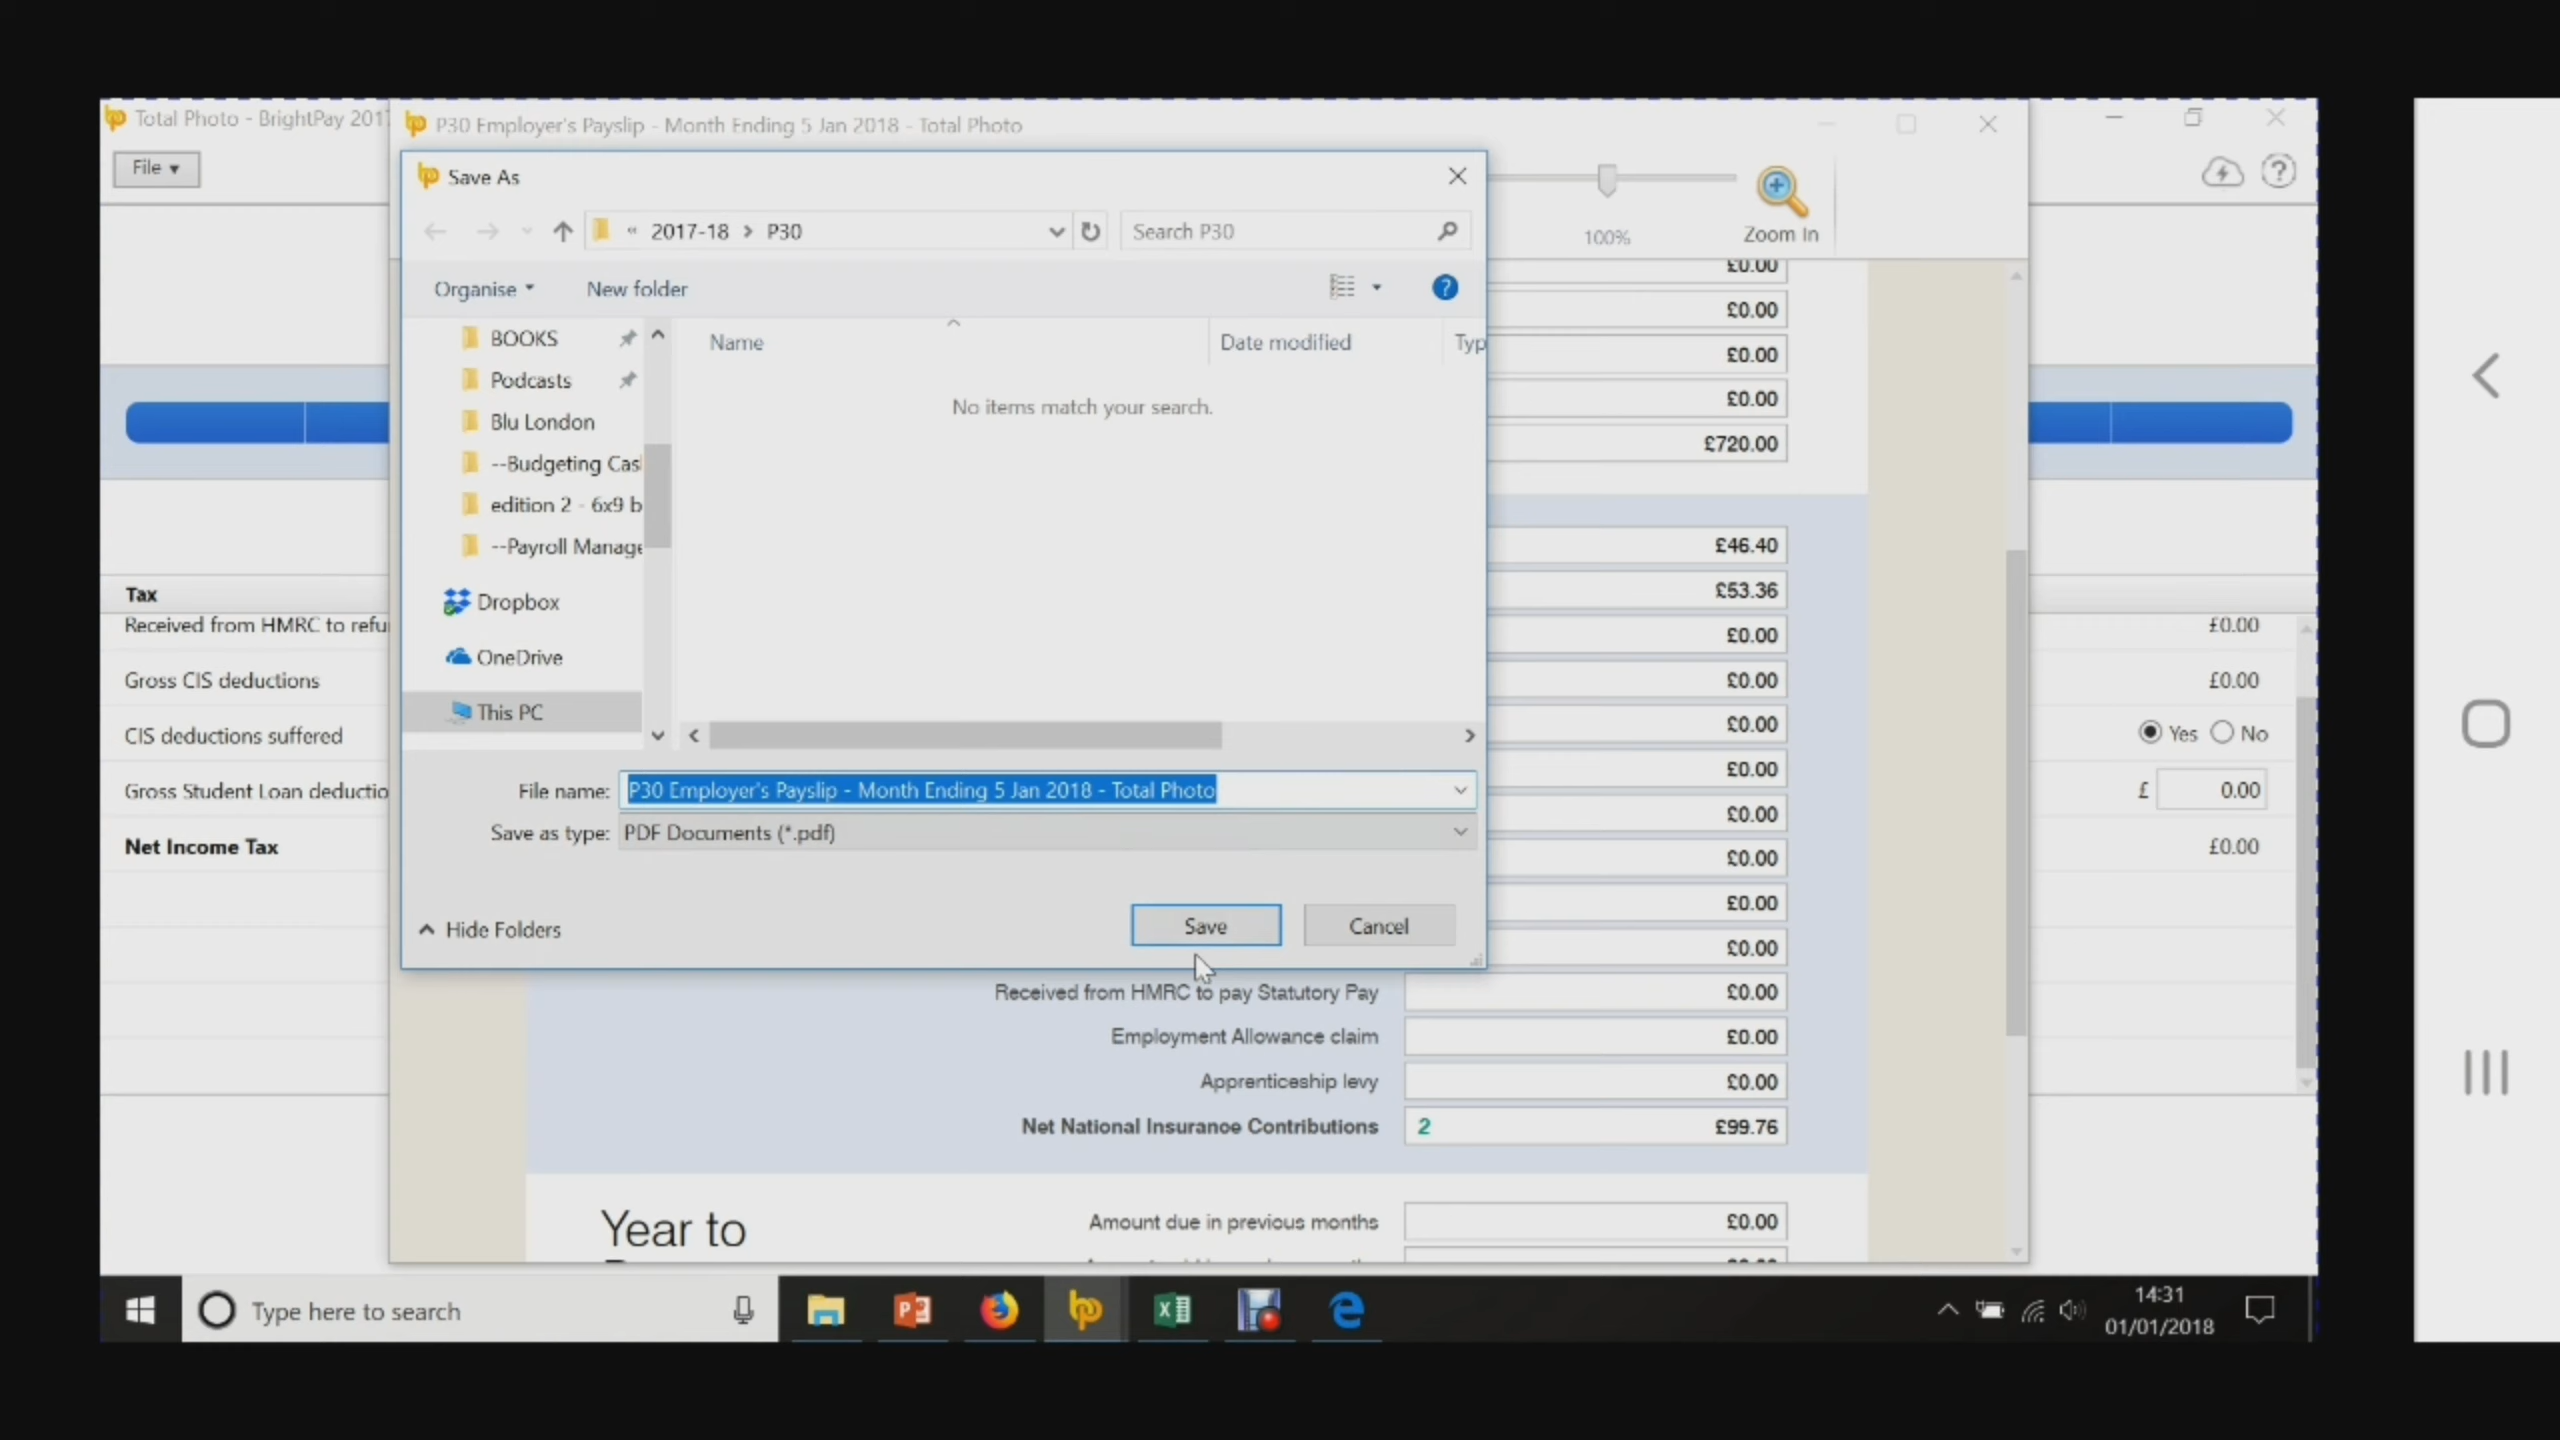 Total Photo - BrightPay 201
P30 Employer's Payslip - Month Ending 5 Jan 2018 - Total Photo
File
Save As
2017-18 > P30
Search P30
100%
Zoom In
Organise
New folder
BOOKS
Podcasts
Blu London
--Budgeting Cas
edition 2 - 6x9 b
--Payroll Manage
Dropbox
OneDrive
This PC
Name
Date modified
Typ
No items match your search.
File name: P30 Employer's Payslip - Month Ending 5 Jan 2018 - Total Photo
Save as type: PDF Documents (*.pdf)
Hide Folders
Save
Cancel
£0.00
£0.00
£0.00
£0.00
£720.00
£46.40
£53.36
£0.00
£0.00
£0.00
£0.00
£0.00
£0.00
£0.00
£0.00
Received from HMRC to pay Statutory Pay £0.00
Employment Allowance claim £0.00
Apprenticeship levy £0.00
Net National Insurance Contributions 2 £99.76
Year to
Amount due in previous months £0.00
Tax
Received from HMRC to refu
£0.00
Gross CIS deductions
£0.00
CIS deductions suffered
Yes No
Gross Student Loan deductio
£ 0.00
Net Income Tax
£0.00
Type here to search
14:31
01/01/2018